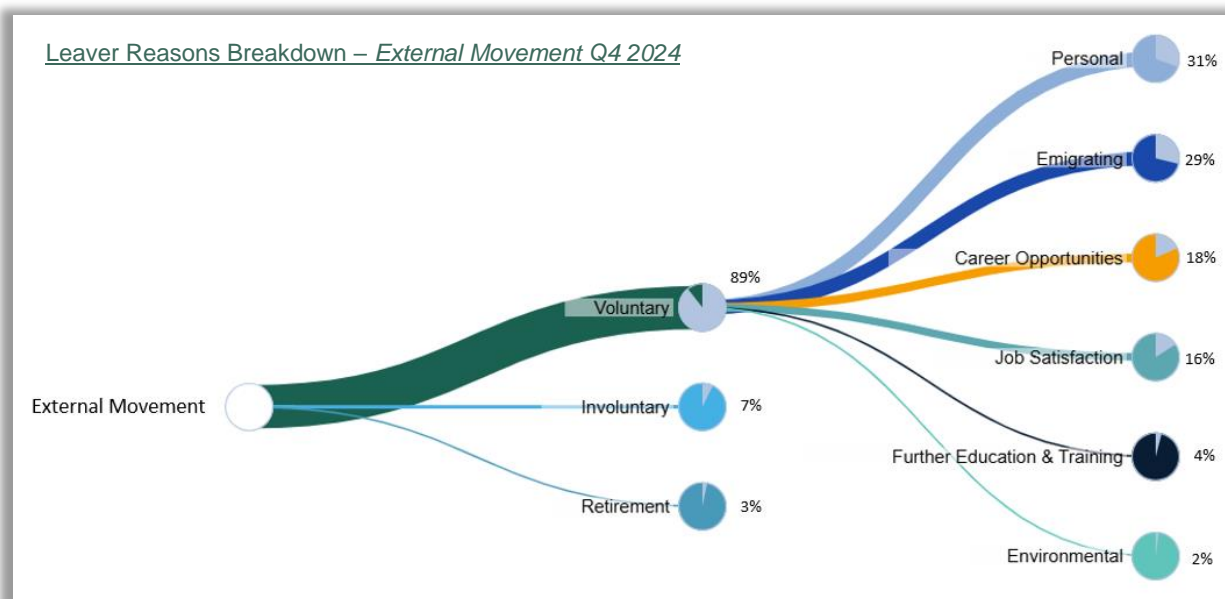 Leaver Reasons Breakdown – External Movement Q4 2024
Personal 31%
Emigrating 29%
Career Opportunities 18%
89%
Voluntary
Job Satisfaction 16%
External Movement
Involuntary 7%
Further Education & Training 4%
Retirement 3%
Environmental 2%